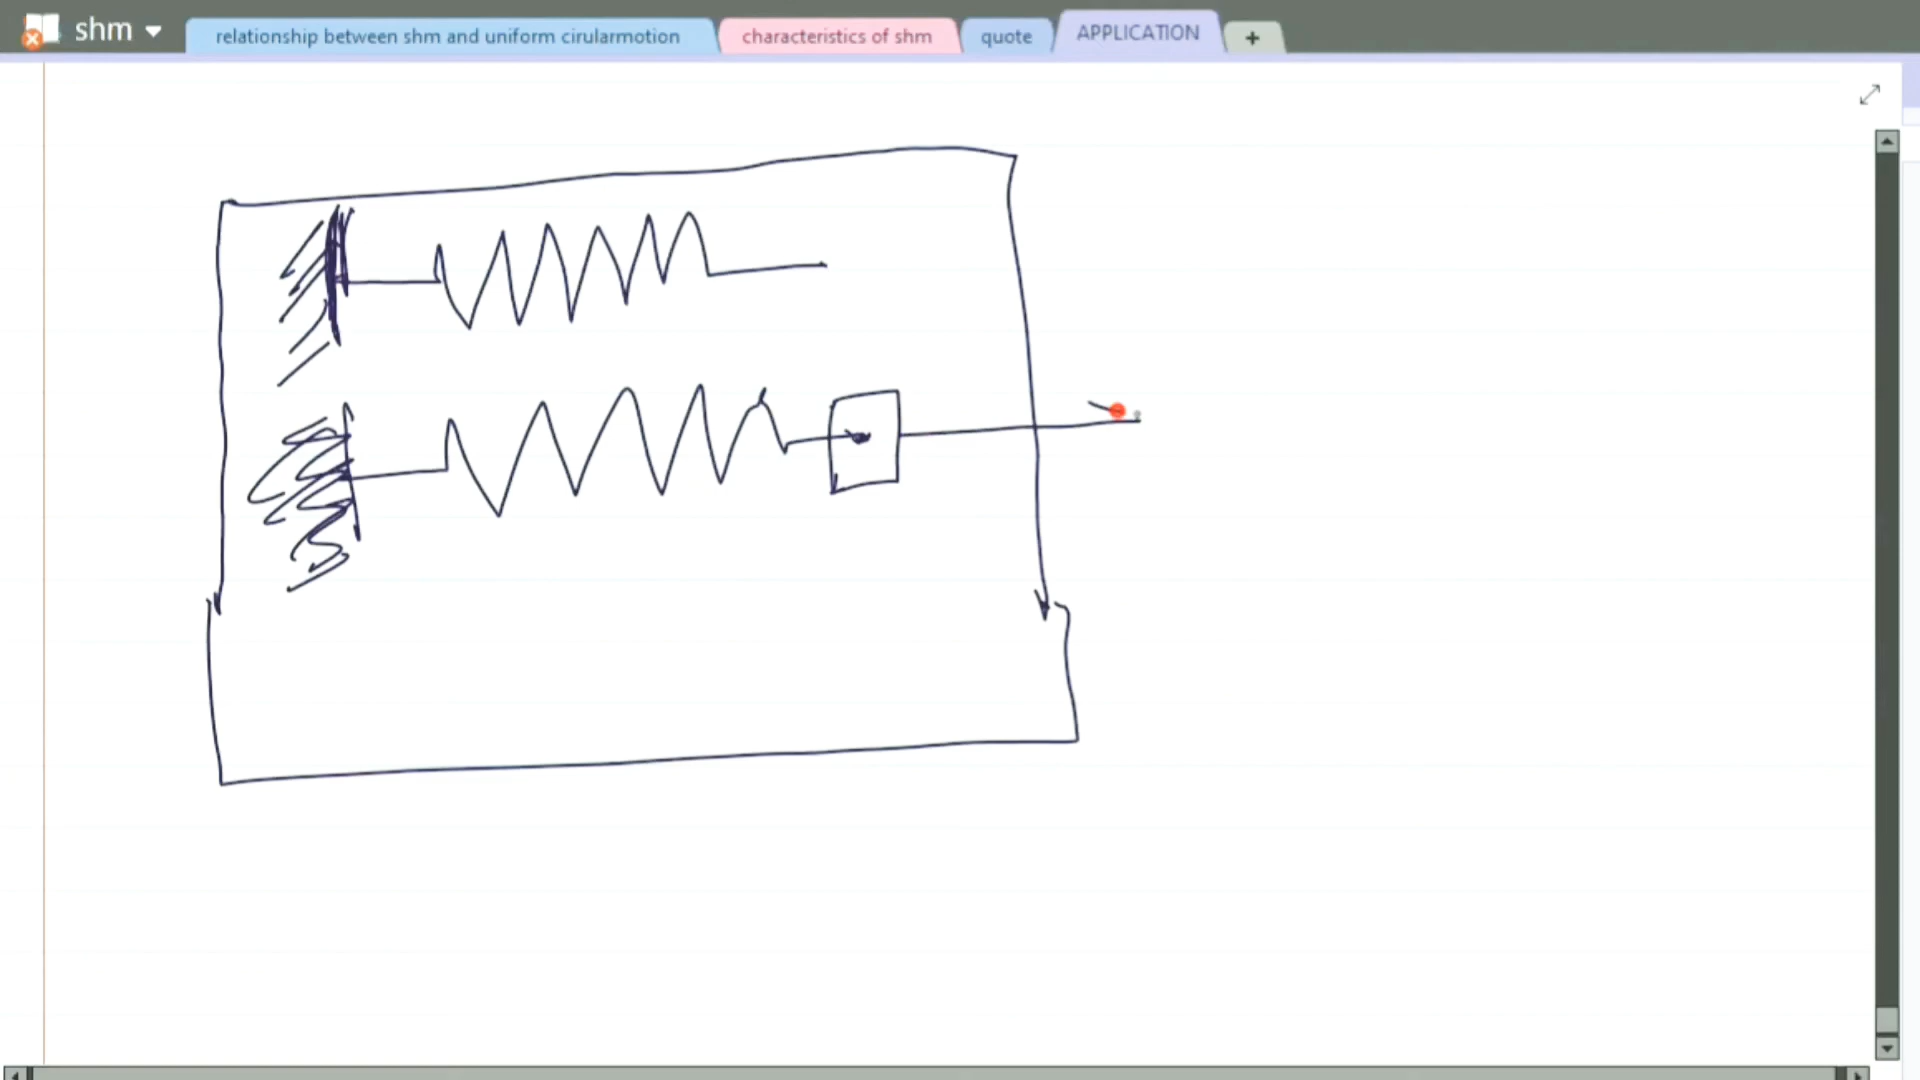 shm
relationship between shm and uniform cirularmotion
characteristics of shm
quote
APPLICATION
+